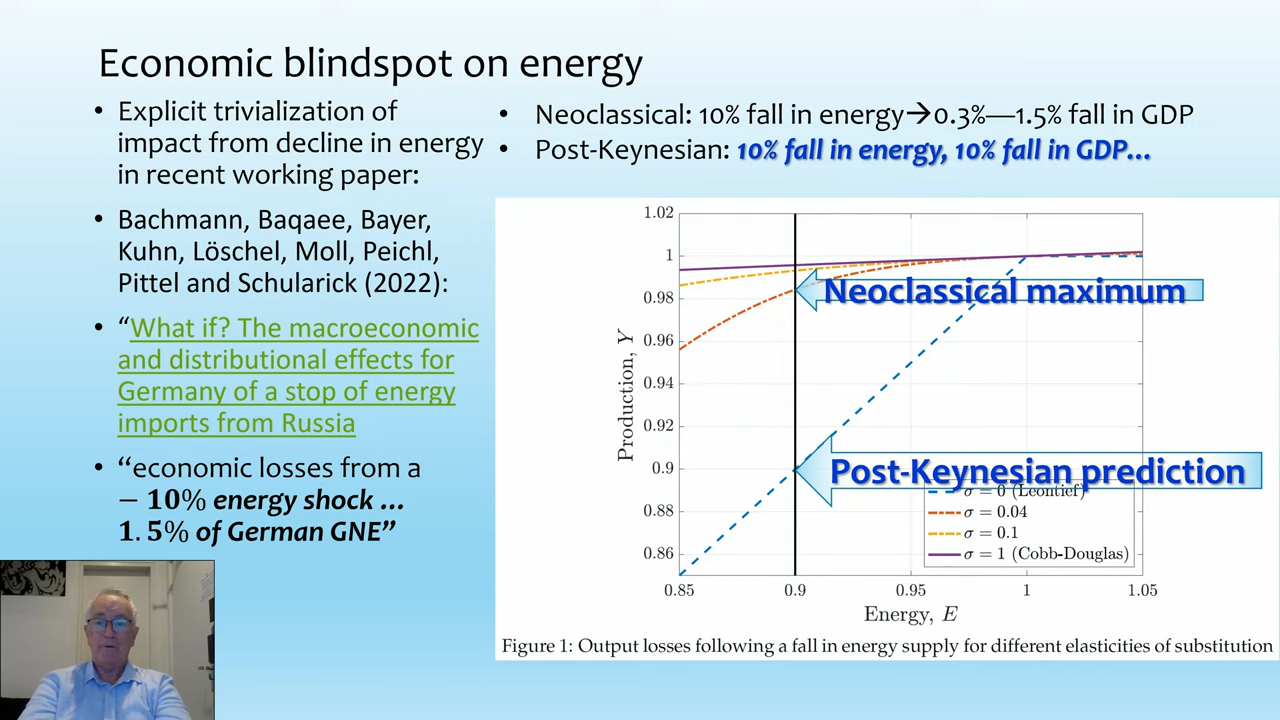 Economic blindspot on energy
• Explicit trivialization of
impact from decline in energy
in recent working paper:
• Bachmann, Baqaee, Bayer,
Kuhn, Löschel, Moll, Peichl,
Pittel and Schularick (2022):
• “What if? The macroeconomic
and distributional effects for
Germany of a stop of energy
imports from Russia
• “economic losses from a
− 10% energy shock …
1. 5% of German GNE”
• Neoclassical: 10% fall in energy→0.3%—1.5% fall in GDP
• Post-Keynesian: 10% fall in energy, 10% fall in GDP…
1.02
1
0.98
0.96
0.94
0.92
0.9
0.88
0.86
Production, Y
Neoclassical maximum
Post-Keynesian prediction
σ = 0 (Leontief)
σ = 0.04
σ = 0.1
σ = 1 (Cobb-Douglas)
0.85 0.9 0.95 1 1.05
Energy, E
Figure 1: Output losses following a fall in energy supply for different elasticities of substitution